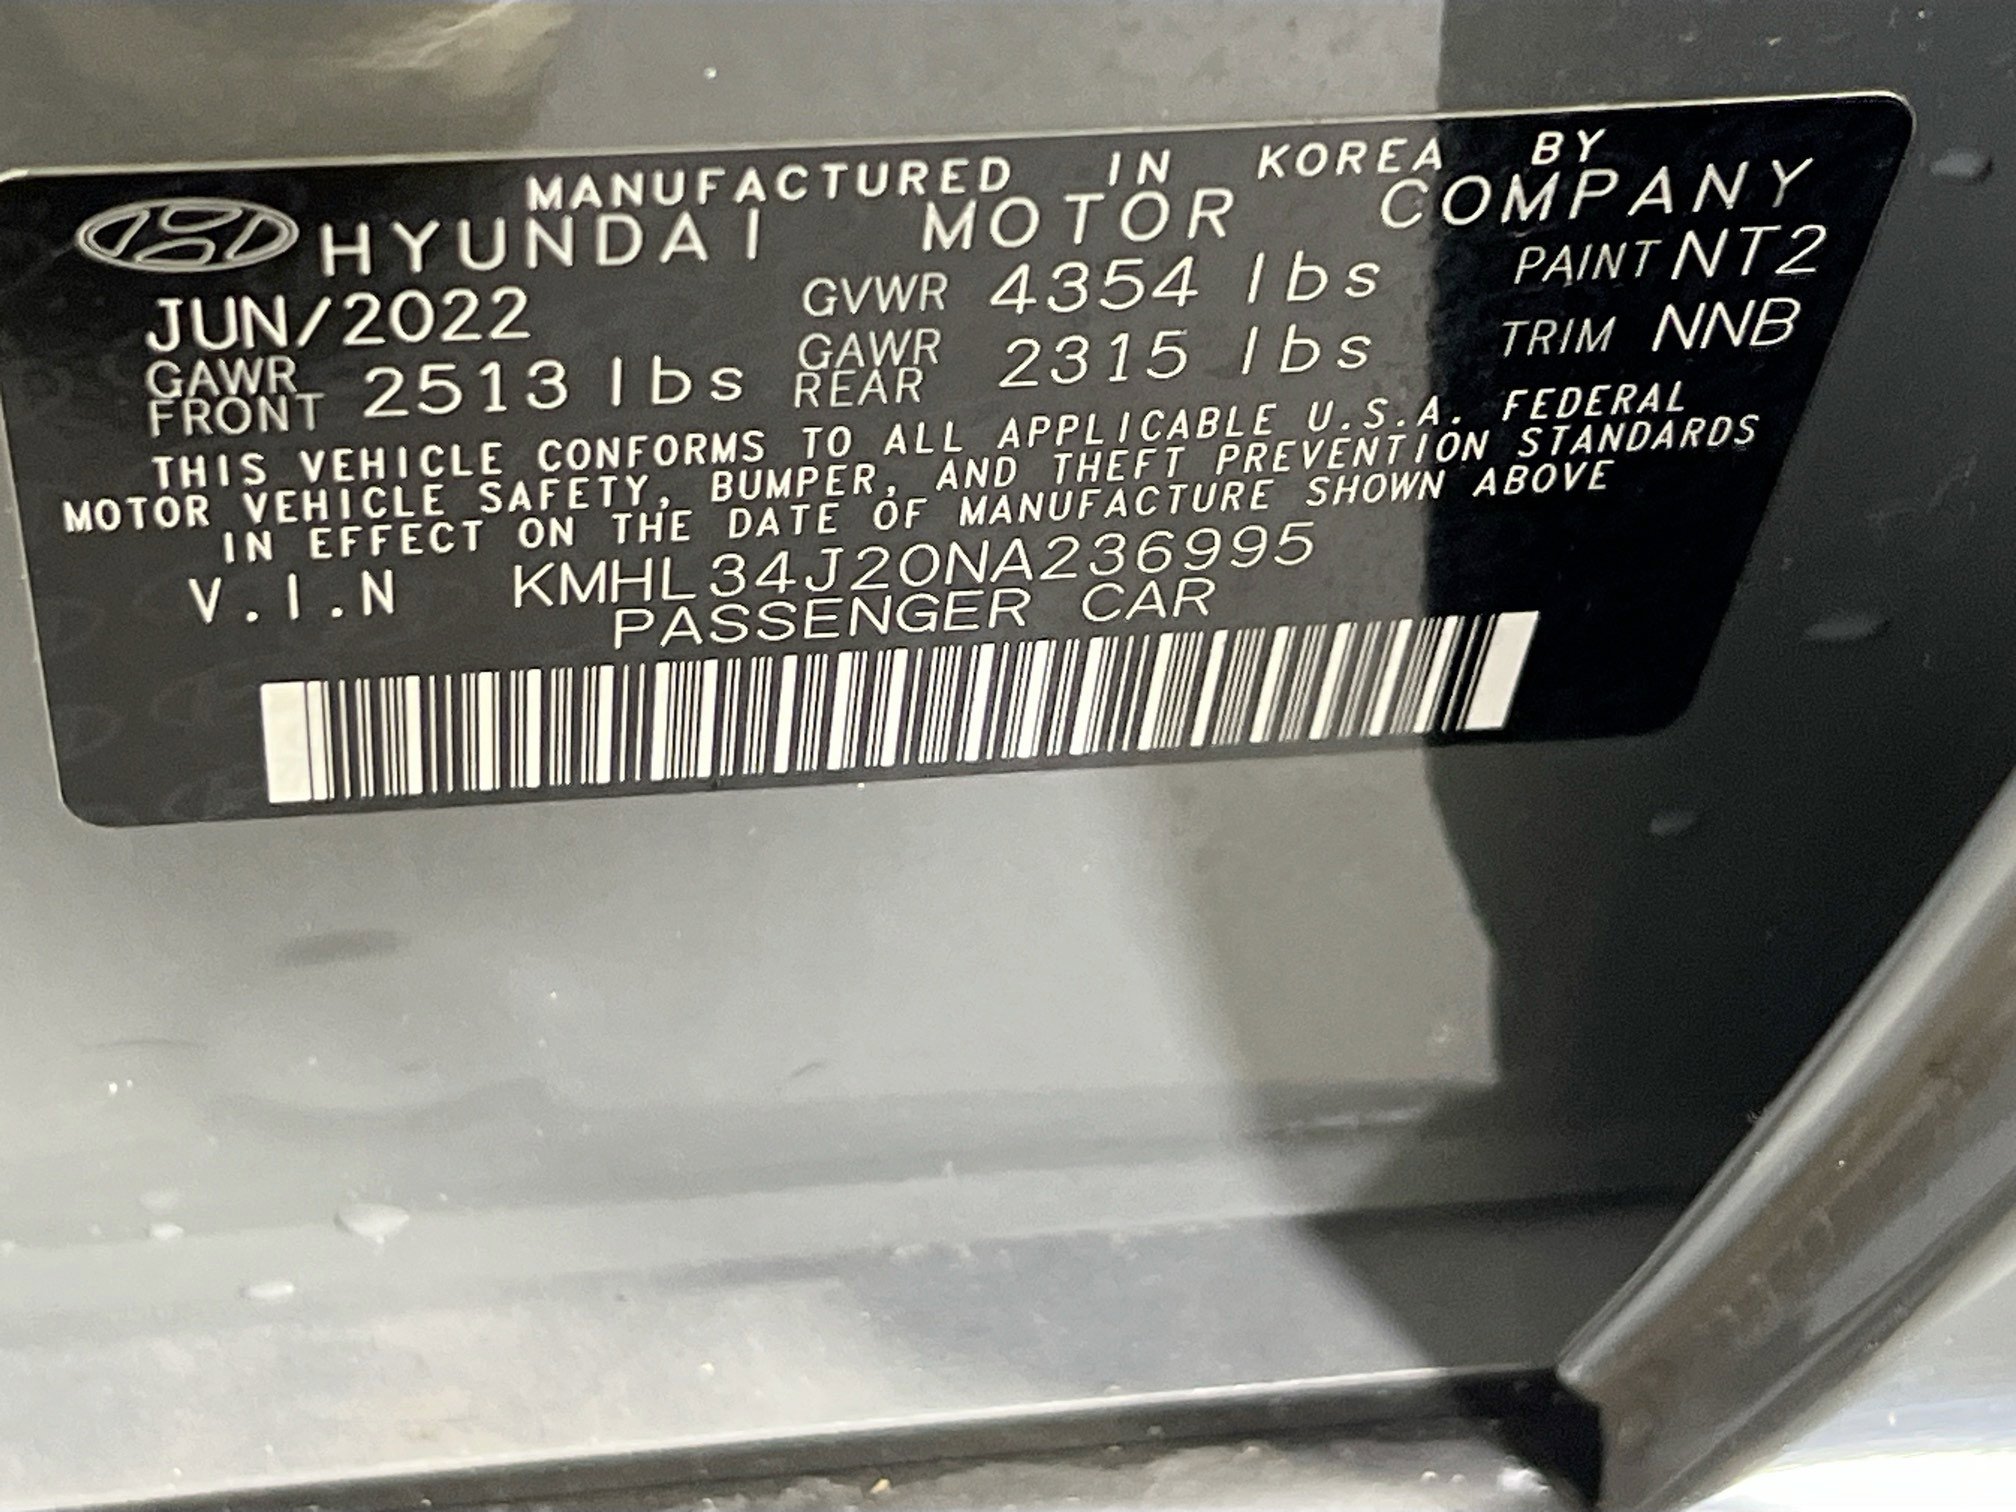 MANUFACTURED IN KOREA BY
HYUNDAI MOTOR COMPANY
JUN/2022 GVWR 4354 lbs PAINT NT2
GAWR FRONT 2513 lbs GAWR REAR 2315 lbs TRIM NNB
THIS VEHICLE CONFORMS TO ALL APPLICABLE U.S.A. FEDERAL
MOTOR VEHICLE SAFETY, BUMPER, AND THEFT PREVENTION STANDARDS
IN EFFECT ON THE DATE OF MANUFACTURE SHOWN ABOVE
V.I.N KMHL34J20NA236995
PASSENGER CAR